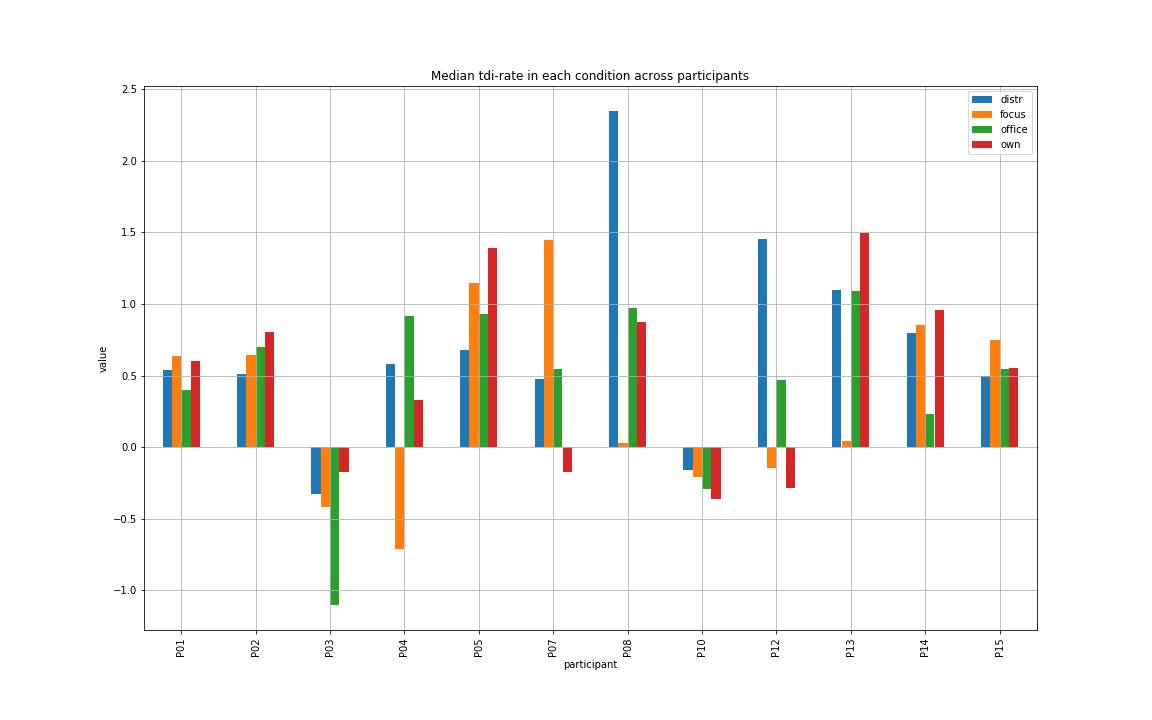 Median tdi-rate in each condition across participants
distr
focus
office
own
2.5
2.0
1.5
1.0
0.5
0.0
−0.5
−1.0
value
P01
P02
P03
P04
P05
P07
P08
P10
P12
P13
P14
P15
participant